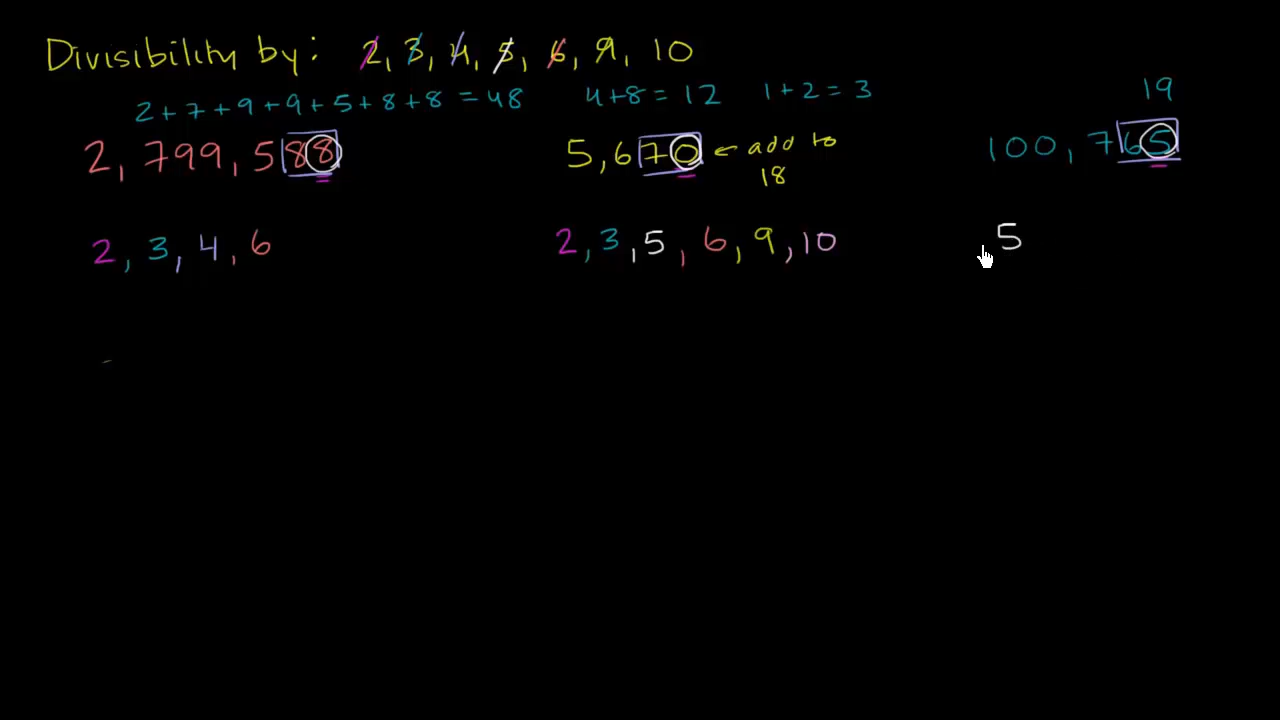 Divisibility by: 2, 3, 4, 5, 6, 9, 10
2+7+9+9+5+8+8 = 48 4+8 = 12 1+2 = 3 19
2,799,588 5,670 ← add to 100,765
18
2, 3, 4, 6 2, 3, 5, 6, 9, 10 5